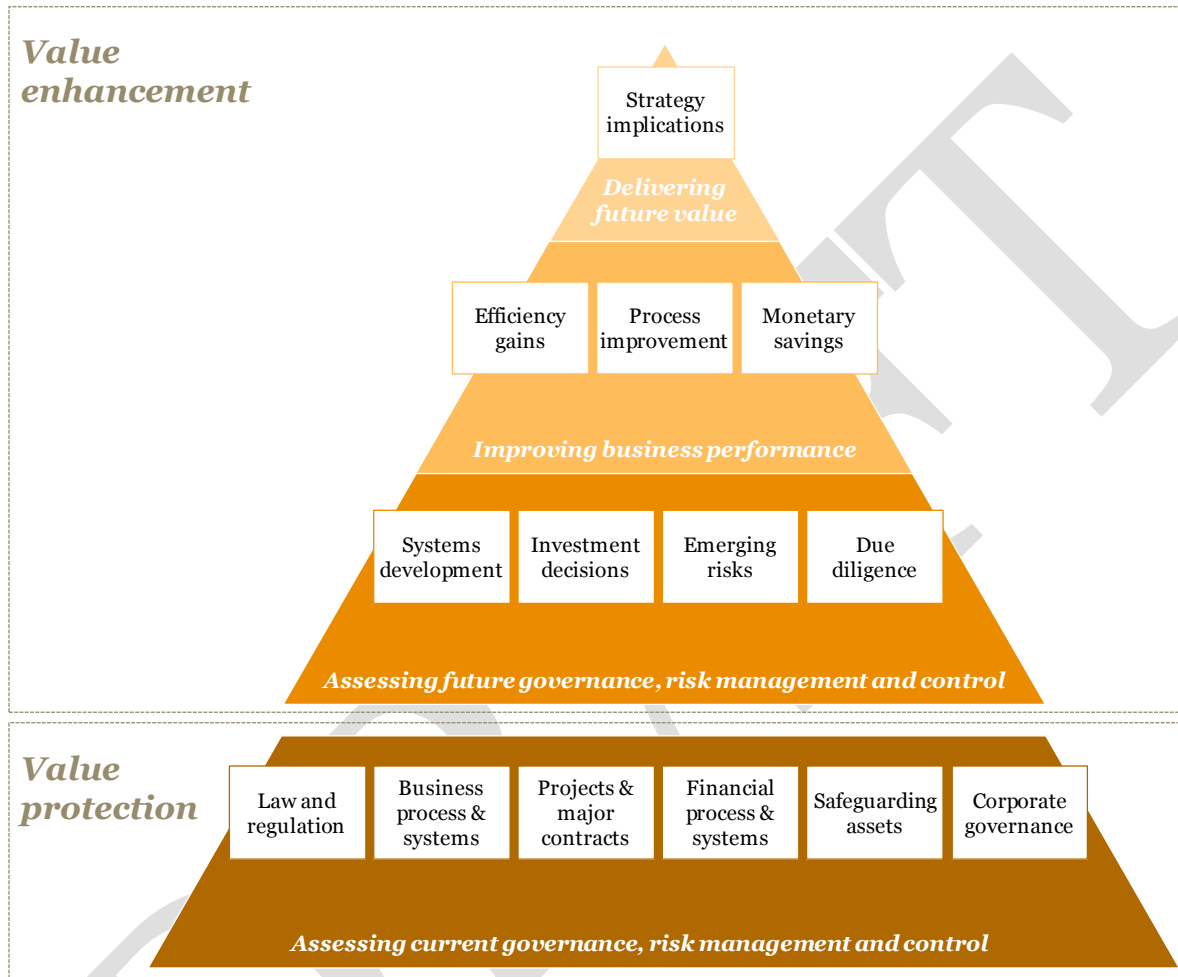 Value
enhancement
Strategy
implications
Delivering
future value
Efficiency
gains
Process
improvement
Monetary
savings
Improving business performance
Systems
development
Investment
decisions
Emerging
risks
Due
diligence
Assessing future governance, risk management and control
Value
protection
Law and
regulation
Business
process &
systems
Projects &
major
contracts
Financial
process &
systems
Safeguarding
assets
Corporate
governance
Assessing current governance, risk management and control